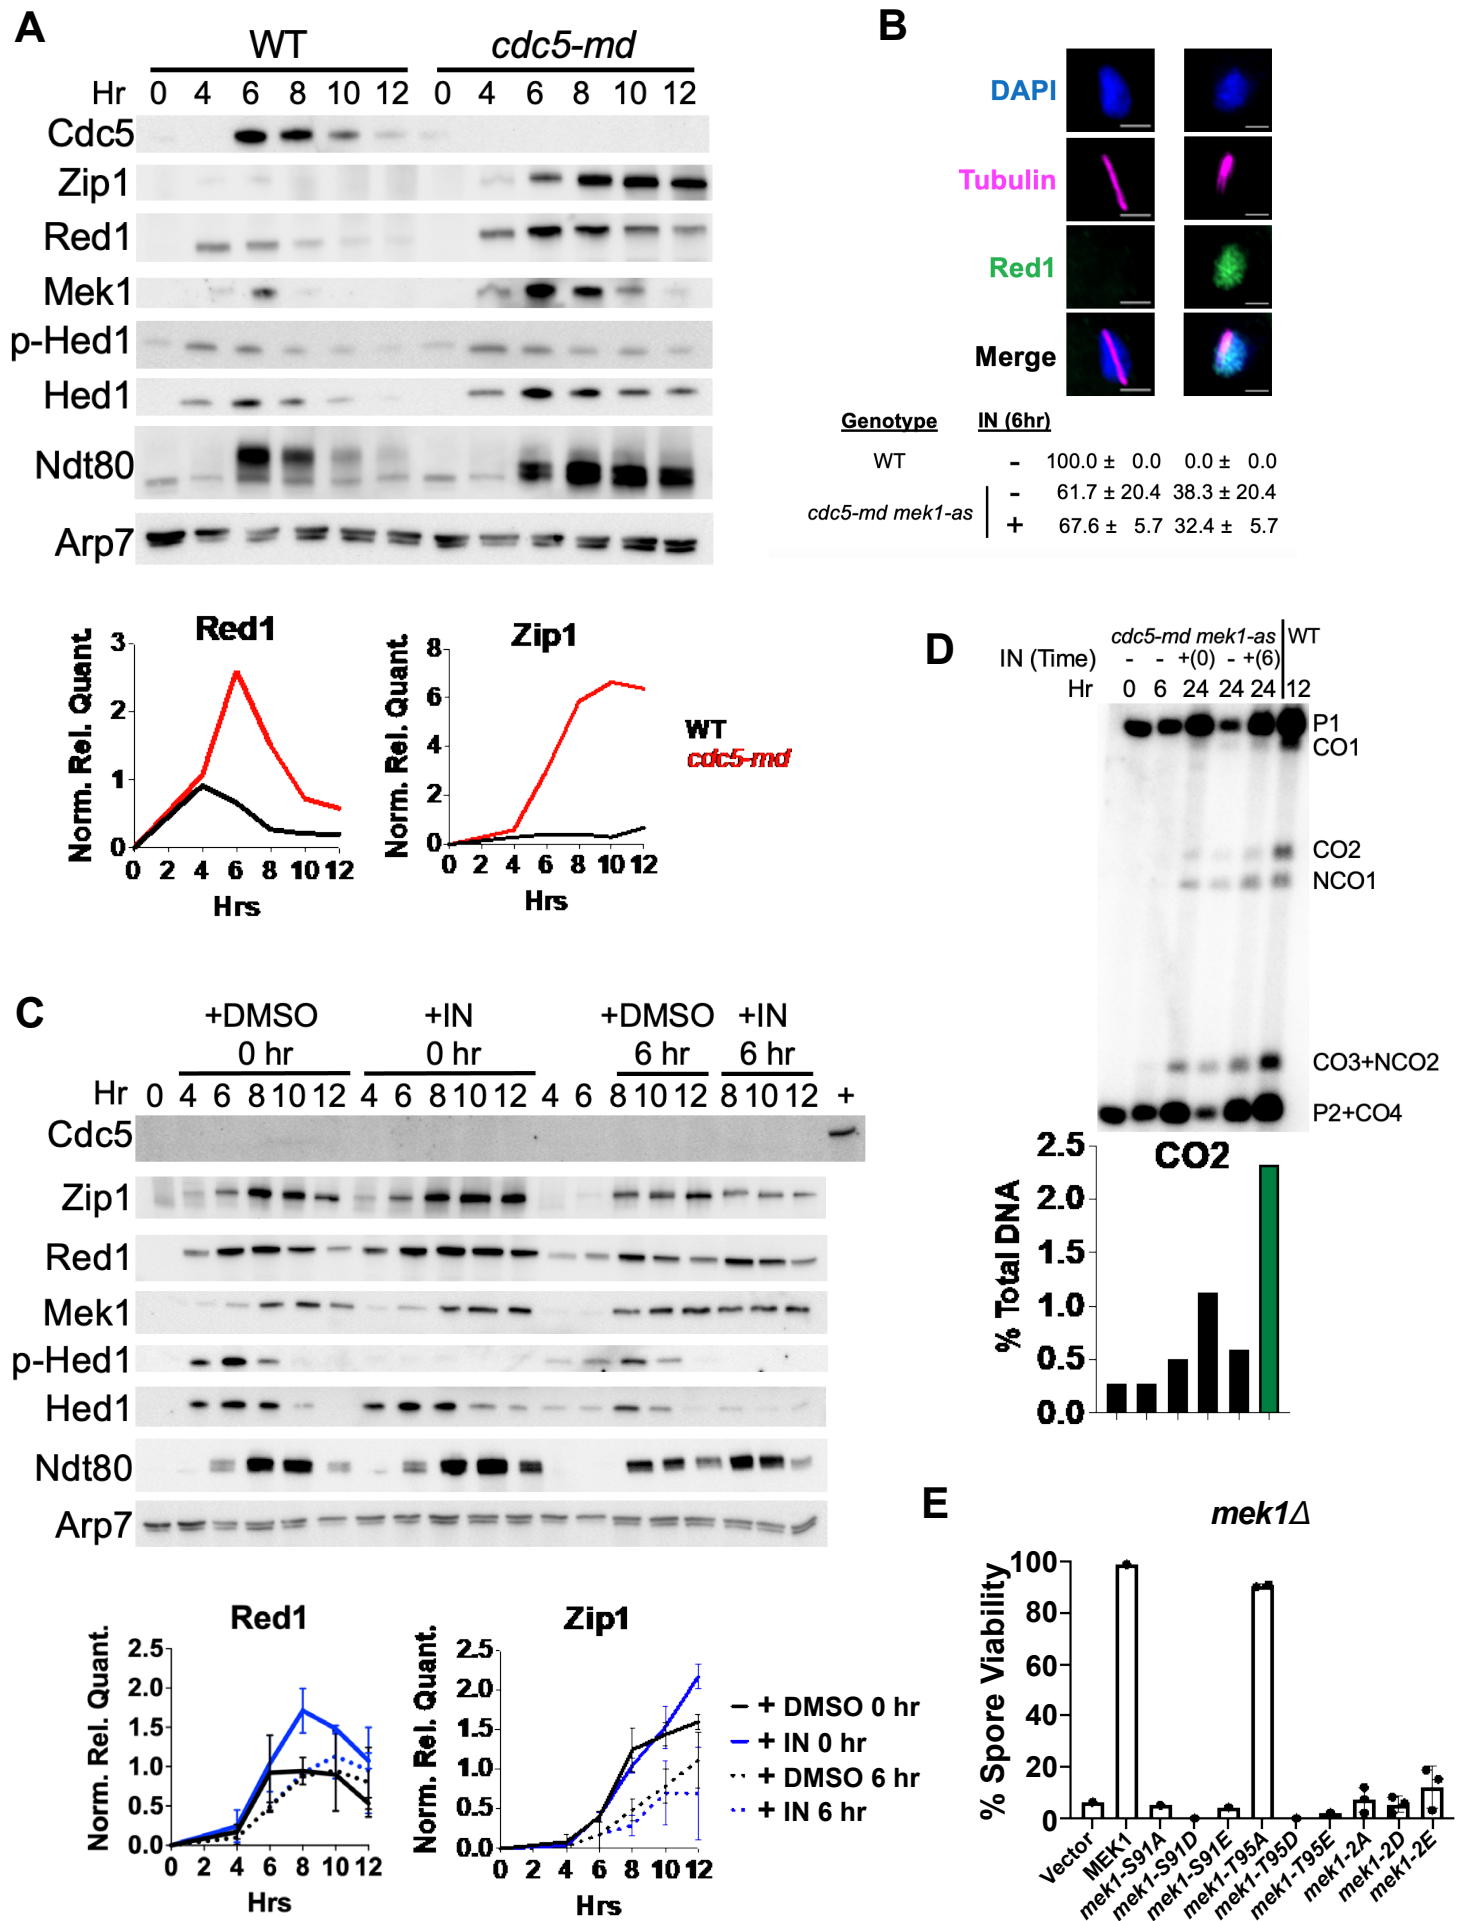 A
WT cdc5-md
Hr 0 4 6 8 10 12 0 4 6 8 10 12
Cdc5
Zip1
Red1
Mek1
p-Hed1
Hed1
Ndt80
Arp7
Red1
Norm. Rel. Quant.
3
2
1
0
0 2 4 6 8 10 12
Hrs
Zip1
Norm. Rel. Quant.
8
6
4
2
0
0 2 4 6 8 10 12
Hrs
WT
cdc5-md
B
DAPI
Tubulin
Red1
Merge
Genotype IN (6hr)
WT - 100.0 ± 0.0 0.0 ± 0.0
- 61.7 ± 20.4 38.3 ± 20.4
cdc5-md mek1-as
+ 67.6 ± 5.7 32.4 ± 5.7
C
+DMSO +IN +DMSO +IN
0 hr 0 hr 6 hr 6 hr
Hr 0 4 6 8 10 12 4 6 8 10 12 4 6 8 10 12 8 10 12 +
Cdc5
Zip1
Red1
Mek1
p-Hed1
Hed1
Ndt80
Arp7
Red1
Norm. Rel. Quant.
2.5
2.0
1.5
1.0
0.5
0.0
0 2 4 6 8 10 12
Hrs
Zip1
Norm. Rel. Quant.
2.5
2.0
1.5
1.0
0.5
0.0
0 2 4 6 8 10 12
Hrs
+ DMSO 0 hr
+ IN 0 hr
+ DMSO 6 hr
+ IN 6 hr
D
cdc5-md mek1-as WT
IN (Time) - - +(0) - +(6)
Hr 0 6 24 24 24 12
P1
CO1
CO2
NCO1
CO3+NCO2
P2+CO4
CO2
% Total DNA
2.5
2.0
1.5
1.0
0.5
0.0
E
mek1Δ
% Spore Viability
100
80
60
40
20
0
Vector
MEK1
mek1-S91A
mek1-S91D
mek1-S91E
mek1-T95A
mek1-T95D
mek1-T95E
mek1-2A
mek1-2D
mek1-2E